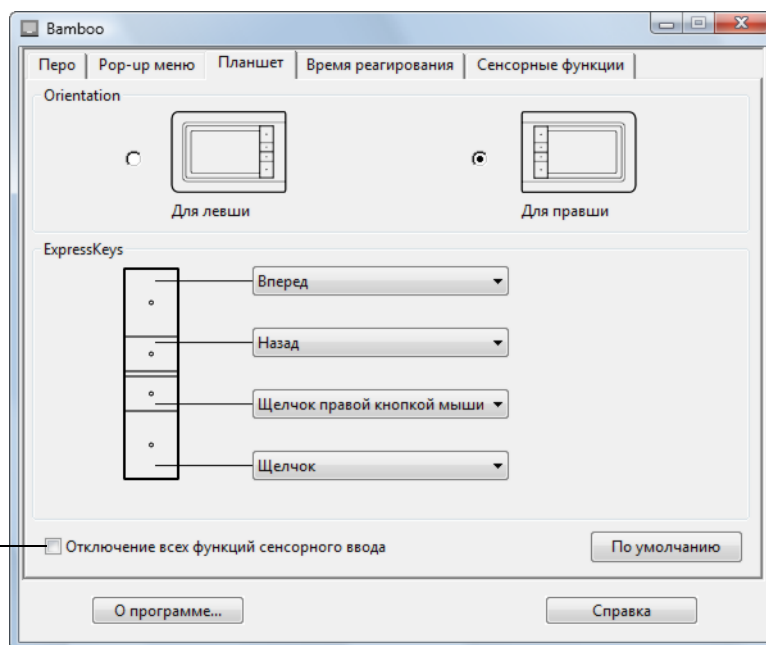 Bamboo
Перо Pop-up меню Планшет Время реагирования Сенсорные функции
Orientation
Для левши Для правши
ExpressKeys
Вперед
Назад
Щелчок правой кнопкой мыши
Щелчок
Отключение всех функций сенсорного ввода По умолчанию
О программе... Справка